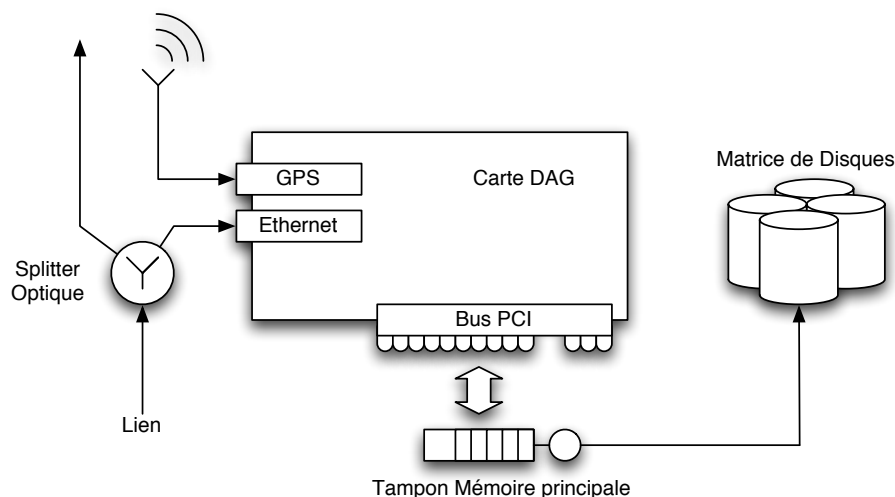 GPS
Carte DAG
Matrice de Disques
Ethernet
Splitter
Optique
Bus PCI
Lien
Tampon Mémoire principale